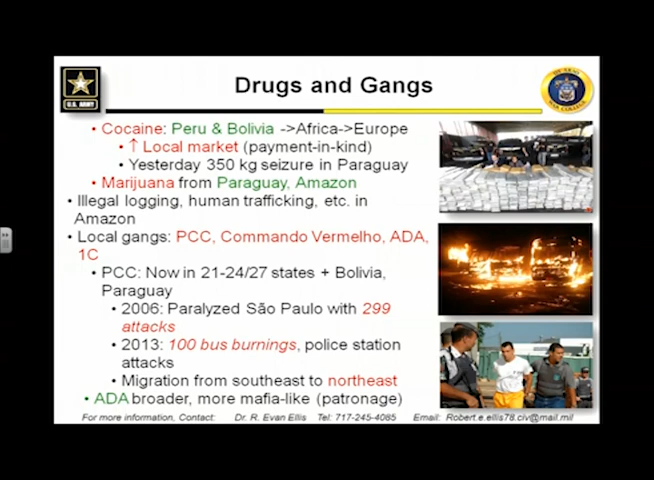 Drugs and Gangs
U.S. ARMY
• Cocaine: Peru & Bolivia ->Africa->Europe
• ↑ Local market (payment-in-kind)
• Yesterday 350 kg seizure in Paraguay
• Marijuana from Paraguay, Amazon
• Illegal logging, human trafficking, etc. in
Amazon
• Local gangs: PCC, Commando Vermelho, ADA,
1C
• PCC: Now in 21-24/27 states + Bolivia,
Paraguay
• 2006: Paralyzed São Paulo with 299
attacks
• 2013: 100 bus burnings, police station
attacks
• Migration from southeast to northeast
• ADA broader, more mafia-like (patronage)
For more information, Contact: Dr. R. Evan Ellis Tel: 717-245-4085 Email: Robert.e.ellis78.civ@mail.mil